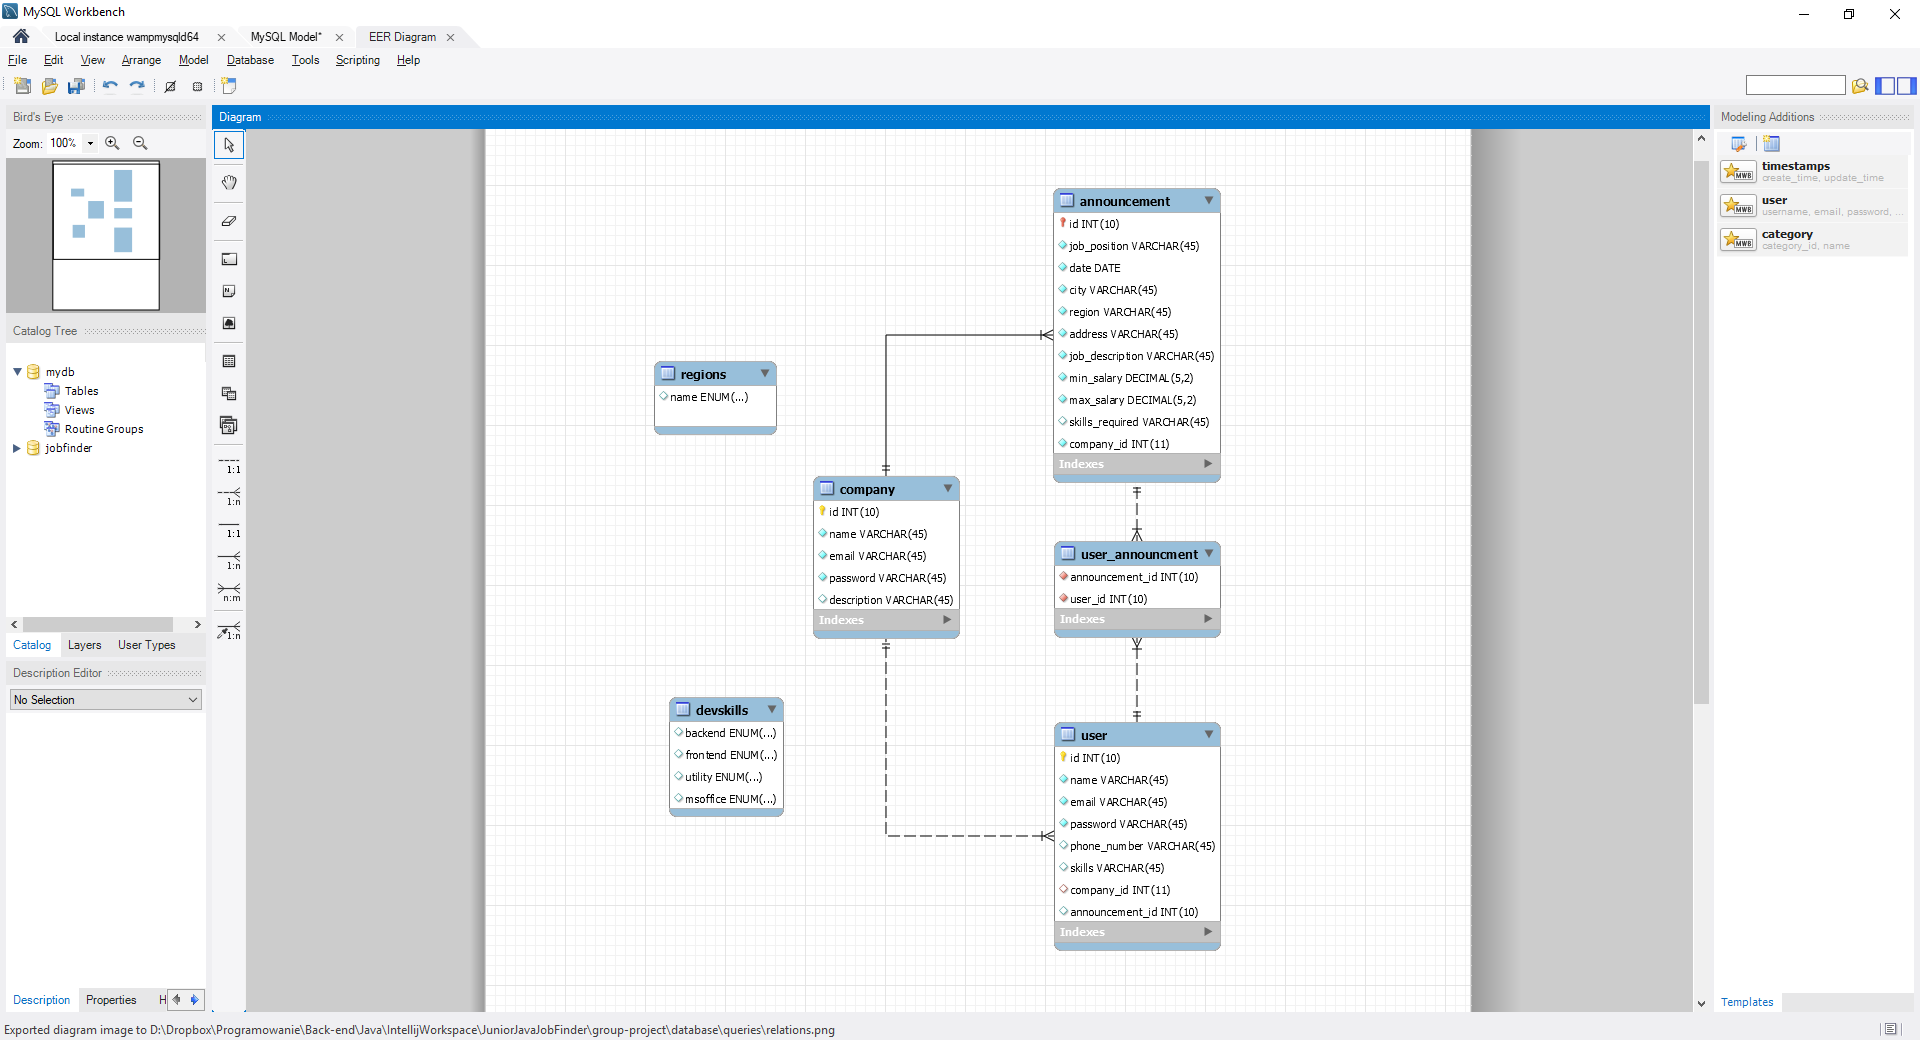 MySQL Workbench
Local instance wampmysqld64
MySQL Model*
EER Diagram
File Edit View Arrange Model Database Tools Scripting Help
Bird's Eye
Zoom: 100%
Catalog Tree
mydb
Tables
Views
Routine Groups
jobfinder
Catalog Layers User Types
Description Editor
No Selection
Description Properties H
Diagram
1:1
1:n
1:1
1:n
n:m
1:n
regions
name ENUM(...)
company
id INT(10)
name VARCHAR(45)
email VARCHAR(45)
password VARCHAR(45)
description VARCHAR(45)
Indexes
devskills
backend ENUM(...)
frontend ENUM(...)
utility ENUM(...)
msoffice ENUM(...)
announcement
id INT(10)
job_position VARCHAR(45)
date DATE
city VARCHAR(45)
region VARCHAR(45)
address VARCHAR(45)
job_description VARCHAR(45)
min_salary DECIMAL(5,2)
max_salary DECIMAL(5,2)
skills_required VARCHAR(45)
company_id INT(11)
Indexes
user_announcment
announcement_id INT(10)
user_id INT(10)
Indexes
user
id INT(10)
name VARCHAR(45)
email VARCHAR(45)
password VARCHAR(45)
phone_number VARCHAR(45)
skills VARCHAR(45)
company_id INT(11)
announcement_id INT(10)
Indexes
Modeling Additions
MWB
timestamps
create_time, update_time
MWB
user
username, email, password, ...
MWB
category
category_id, name
Templates
Exported diagram image to D:\Dropbox\Programowanie\Back-end\Java\IntellijWorkspace\JuniorJavaJobFinder\group-project\database\queries\relations.png